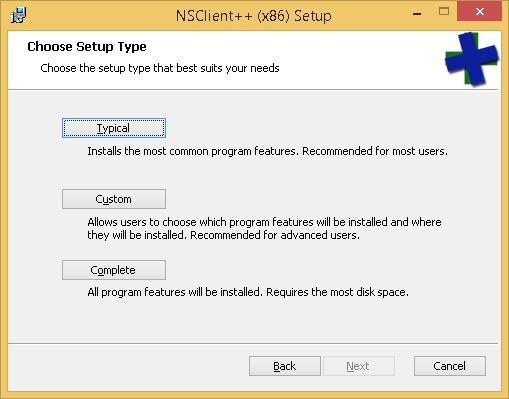 NSClient++ (x86) Setup
Choose Setup Type
Choose the setup type that best suits your needs
Typical
Installs the most common program features. Recommended for most users.
Custom
Allows users to choose which program features will be installed and where
they will be installed. Recommended for advanced users.
Complete
All program features will be installed. Requires the most disk space.
Back Next Cancel